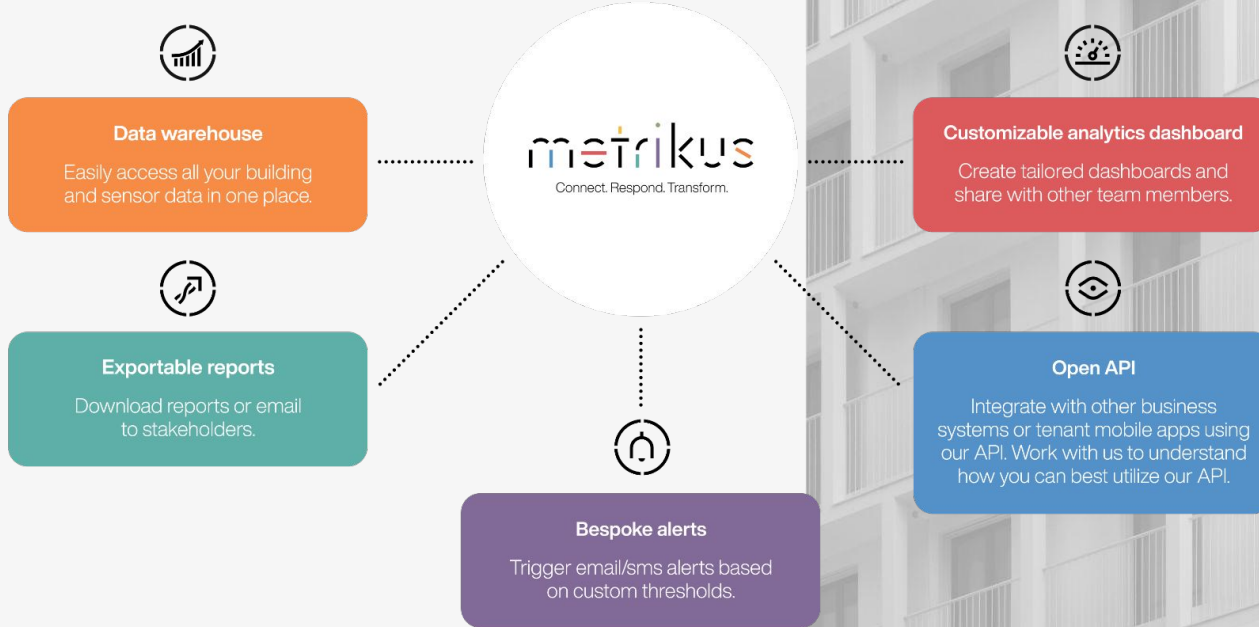 metrikus
Connect. Respond. Transform.
Data warehouse
Easily access all your building
and sensor data in one place.
Customizable analytics dashboard
Create tailored dashboards and
share with other team members.
Exportable reports
Download reports or email
to stakeholders.
Open API
Integrate with other business
systems or tenant mobile apps using
our API. Work with us to understand
how you can best utilize our API.
Bespoke alerts
Trigger email/sms alerts based
on custom thresholds.